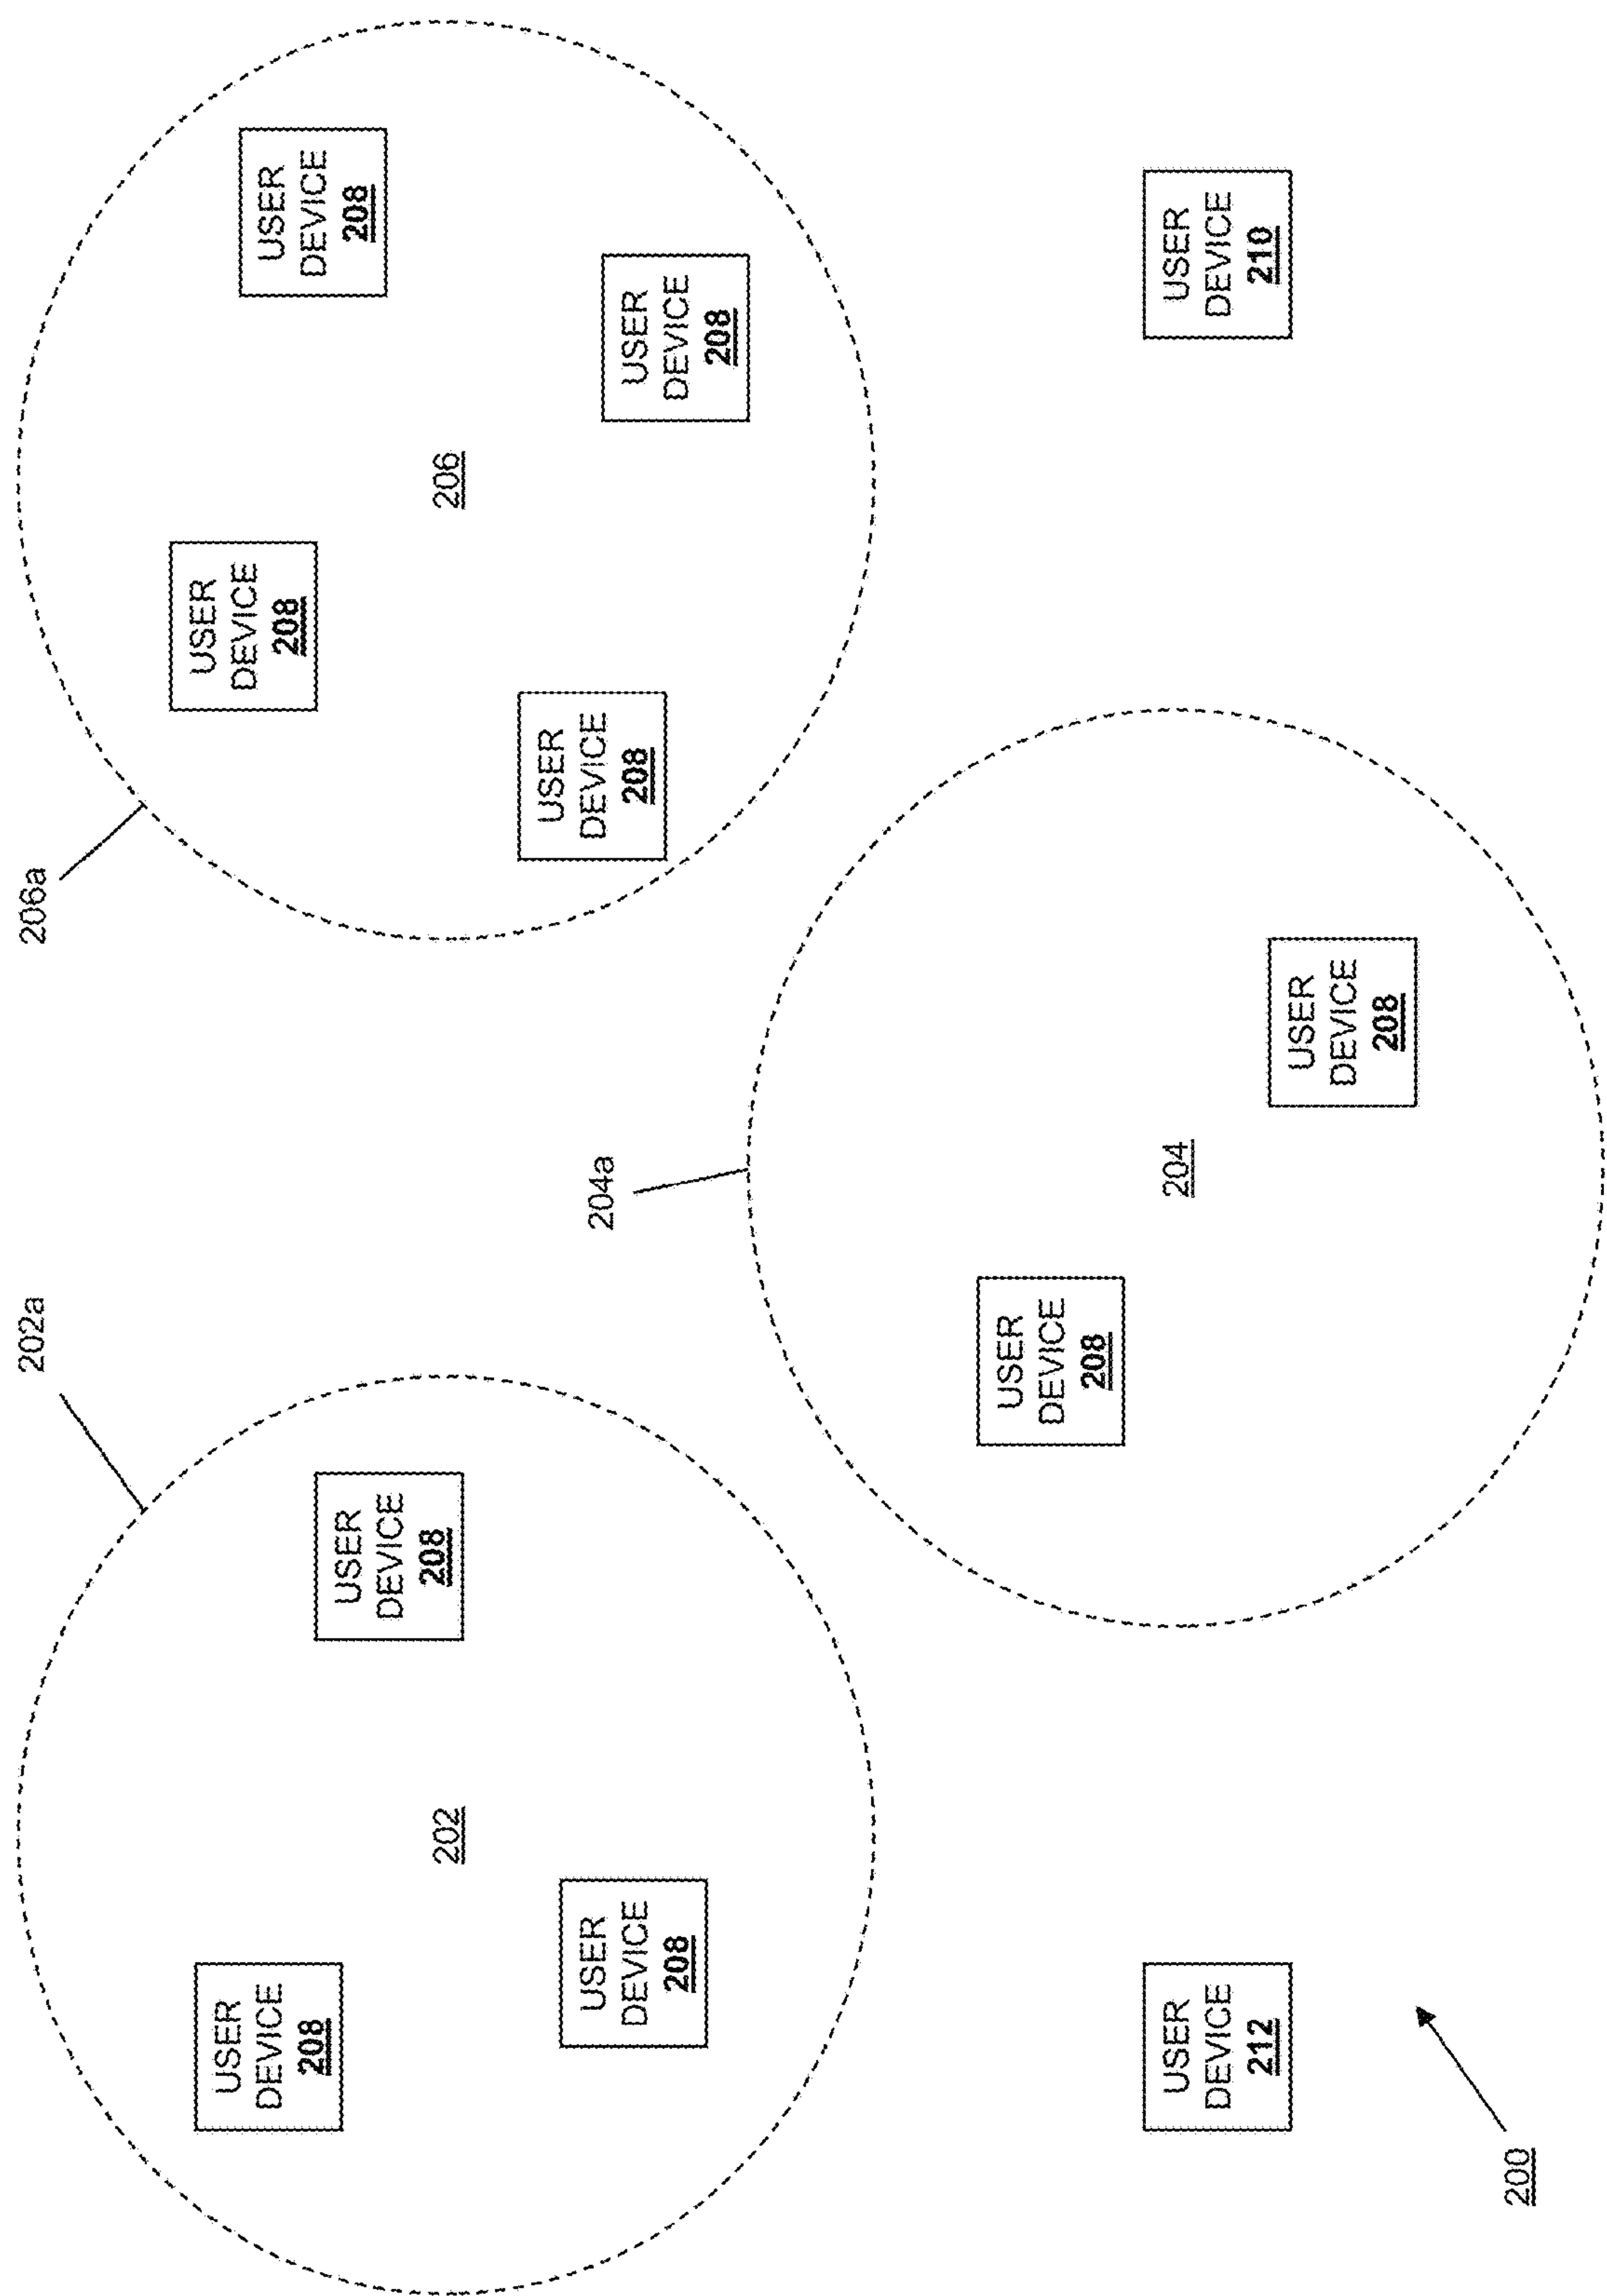 202a
206a
USER
DEVICE
208
USER
DEVICE
208
USER
DEVICE
208
202
USER
DEVICE
208
USER
DEVICE
208
206
USER
DEVICE
208
USER
DEVICE
208
204a
USER
DEVICE
208
204
USER
DEVICE
208
USER
DEVICE
212
USER
DEVICE
210
200